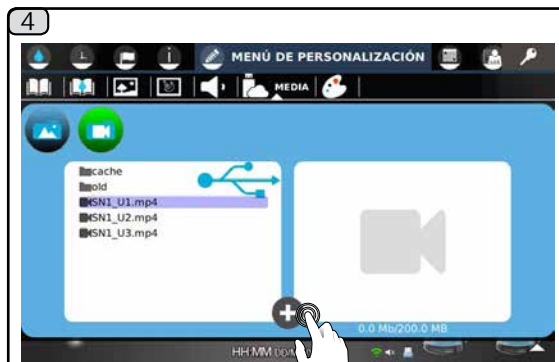 4
MENÚ DE PERSONALIZACIÓN
MEDIA
cache
old
SN1_U1.mp4
SN1_U2.mp4
SN1_U3.mp4
0.0 Mb/200.0 MB
HH:MM